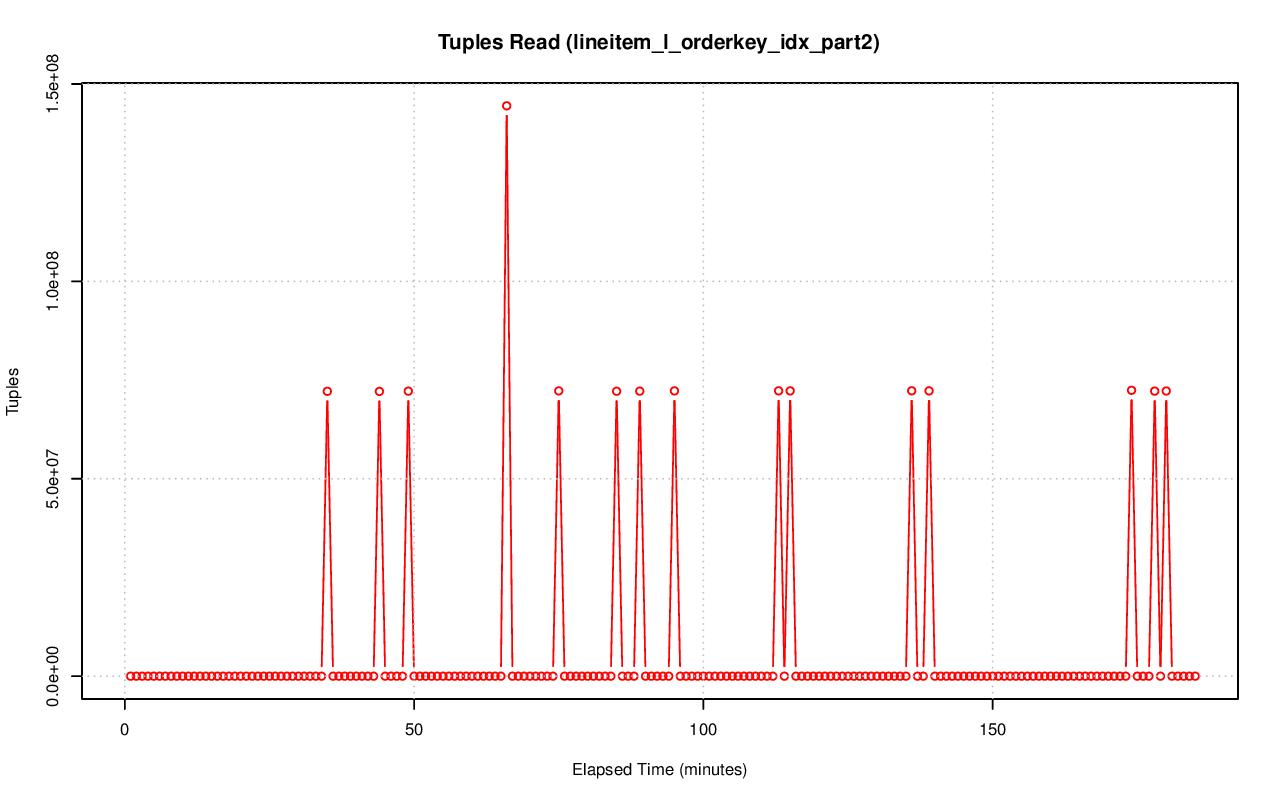 Tuples Read (lineitem_l_orderkey_idx_part2)
Tuples
1.5e+08
1.0e+08
5.0e+07
0.0e+00
0 50 100 150
Elapsed Time (minutes)